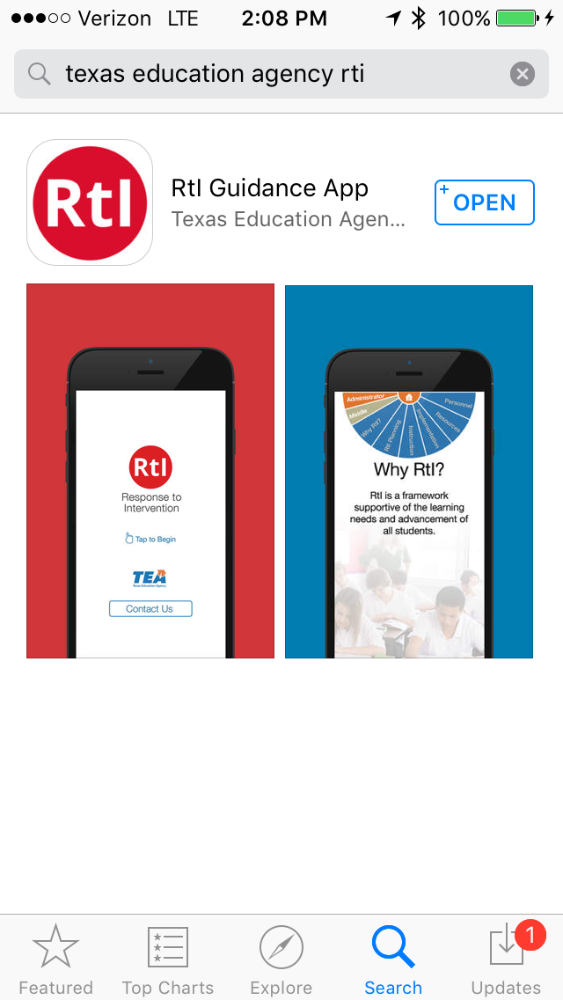 Verizon LTE 2:08 PM 100%
texas education agency rti
RtI
RtI Guidance App
Texas Education Agen...
+ OPEN
RtI
Response to
Intervention
Tap to Begin
TEA
Texas Education Agency
Contact Us
Administrator
Middle
Why RtI?
RtI Planning
Instruction
Implementation
Resources
Personnel
Why RtI?
RtI is a framework
supportive of the learning
needs and advancement of
all students.
1
Featured Top Charts Explore Search Updates